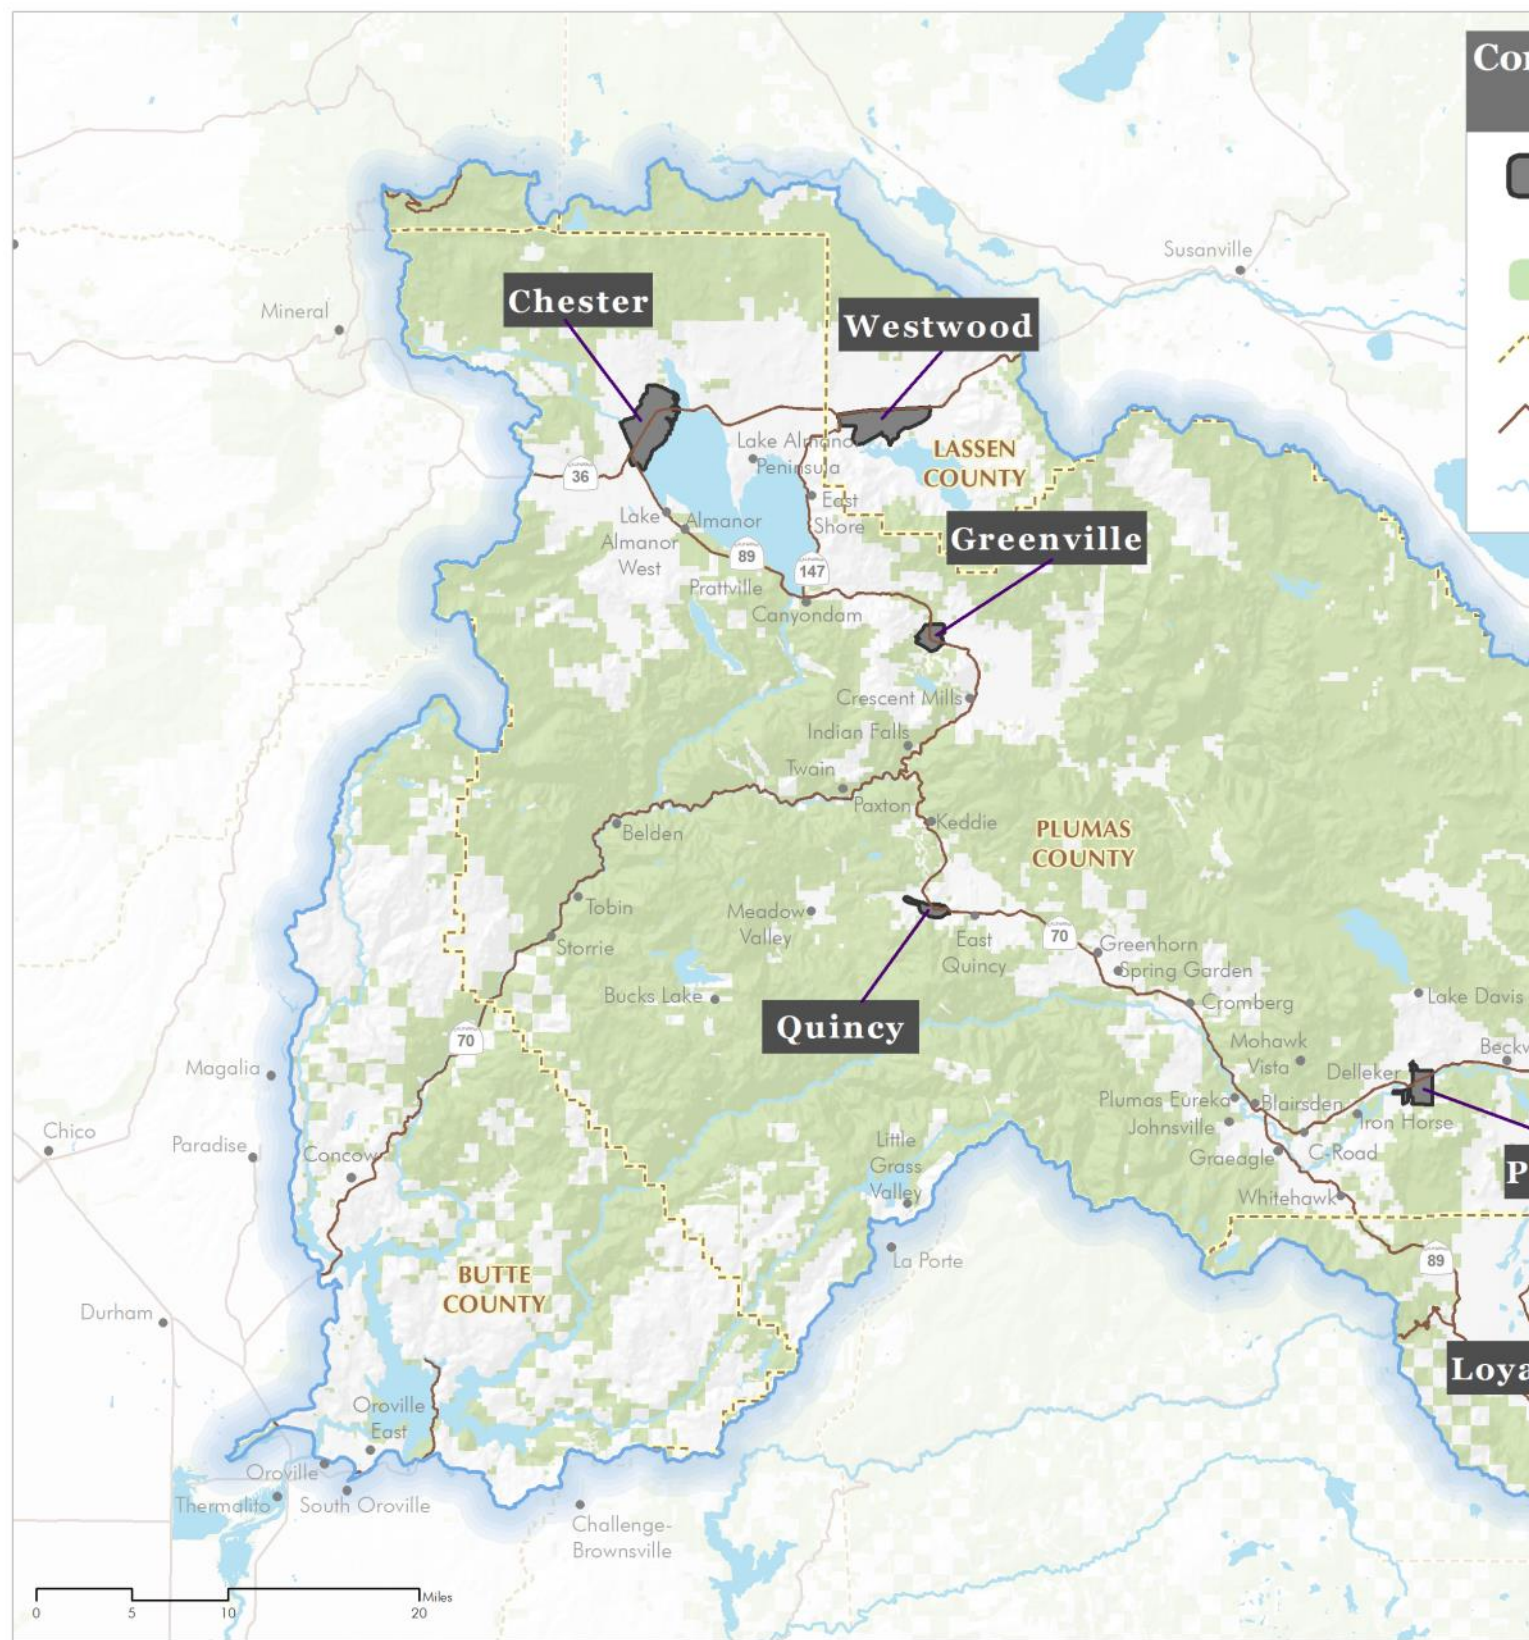 Susanville
Mineral
Chester
Westwood
Lake Almanor
Peninsula
LASSEN
COUNTY
36
East
Shore
Lake
Almanor
West
Almanor
89
147
Greenville
Prattville
Canyondam
Crescent Mills
Indian Falls
Twain
Paxton
Keddie
Belden
PLUMAS
COUNTY
Tobin
Meadow
Valley
Storrie
East
Quincy
70
Greenhorn
Spring Garden
Bucks Lake
Cromberg
Lake Davis
Quincy
70
Mohawk
Vista
Magalia
Delleker
Plumas Eureka
Blairsden
Johnsville
Iron Horse
Chico
Paradise
Concow
Little
Grass
Valley
Graeagle
C-Road
Whitehawk
La Porte
89
BUTTE
COUNTY
Durham
Oroville
East
Oroville
Thermalito
South Oroville
Challenge-
Brownsville
Miles
0 5 10 20